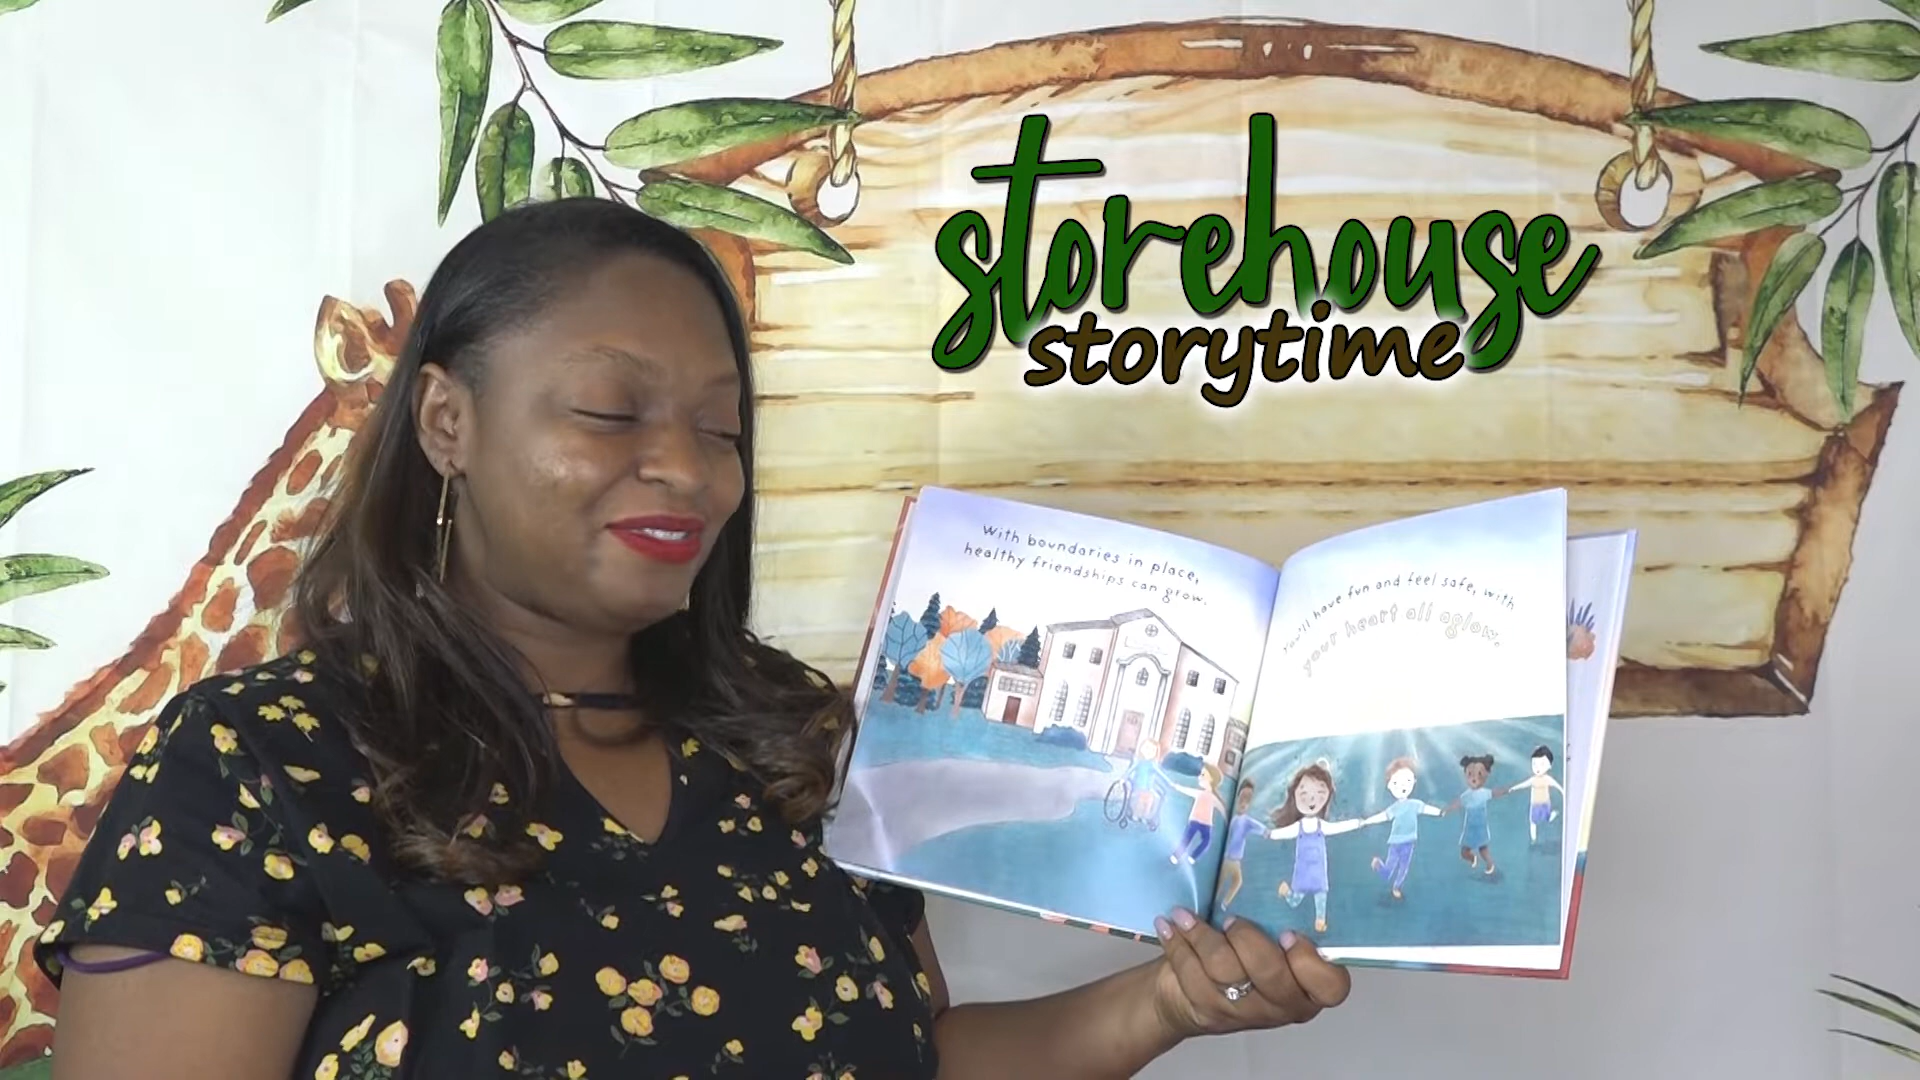 storehouse
storytime
With boundaries in place,
healthy friendships can grow.
You'll have fun and feel safe, with
your heart all aglow.